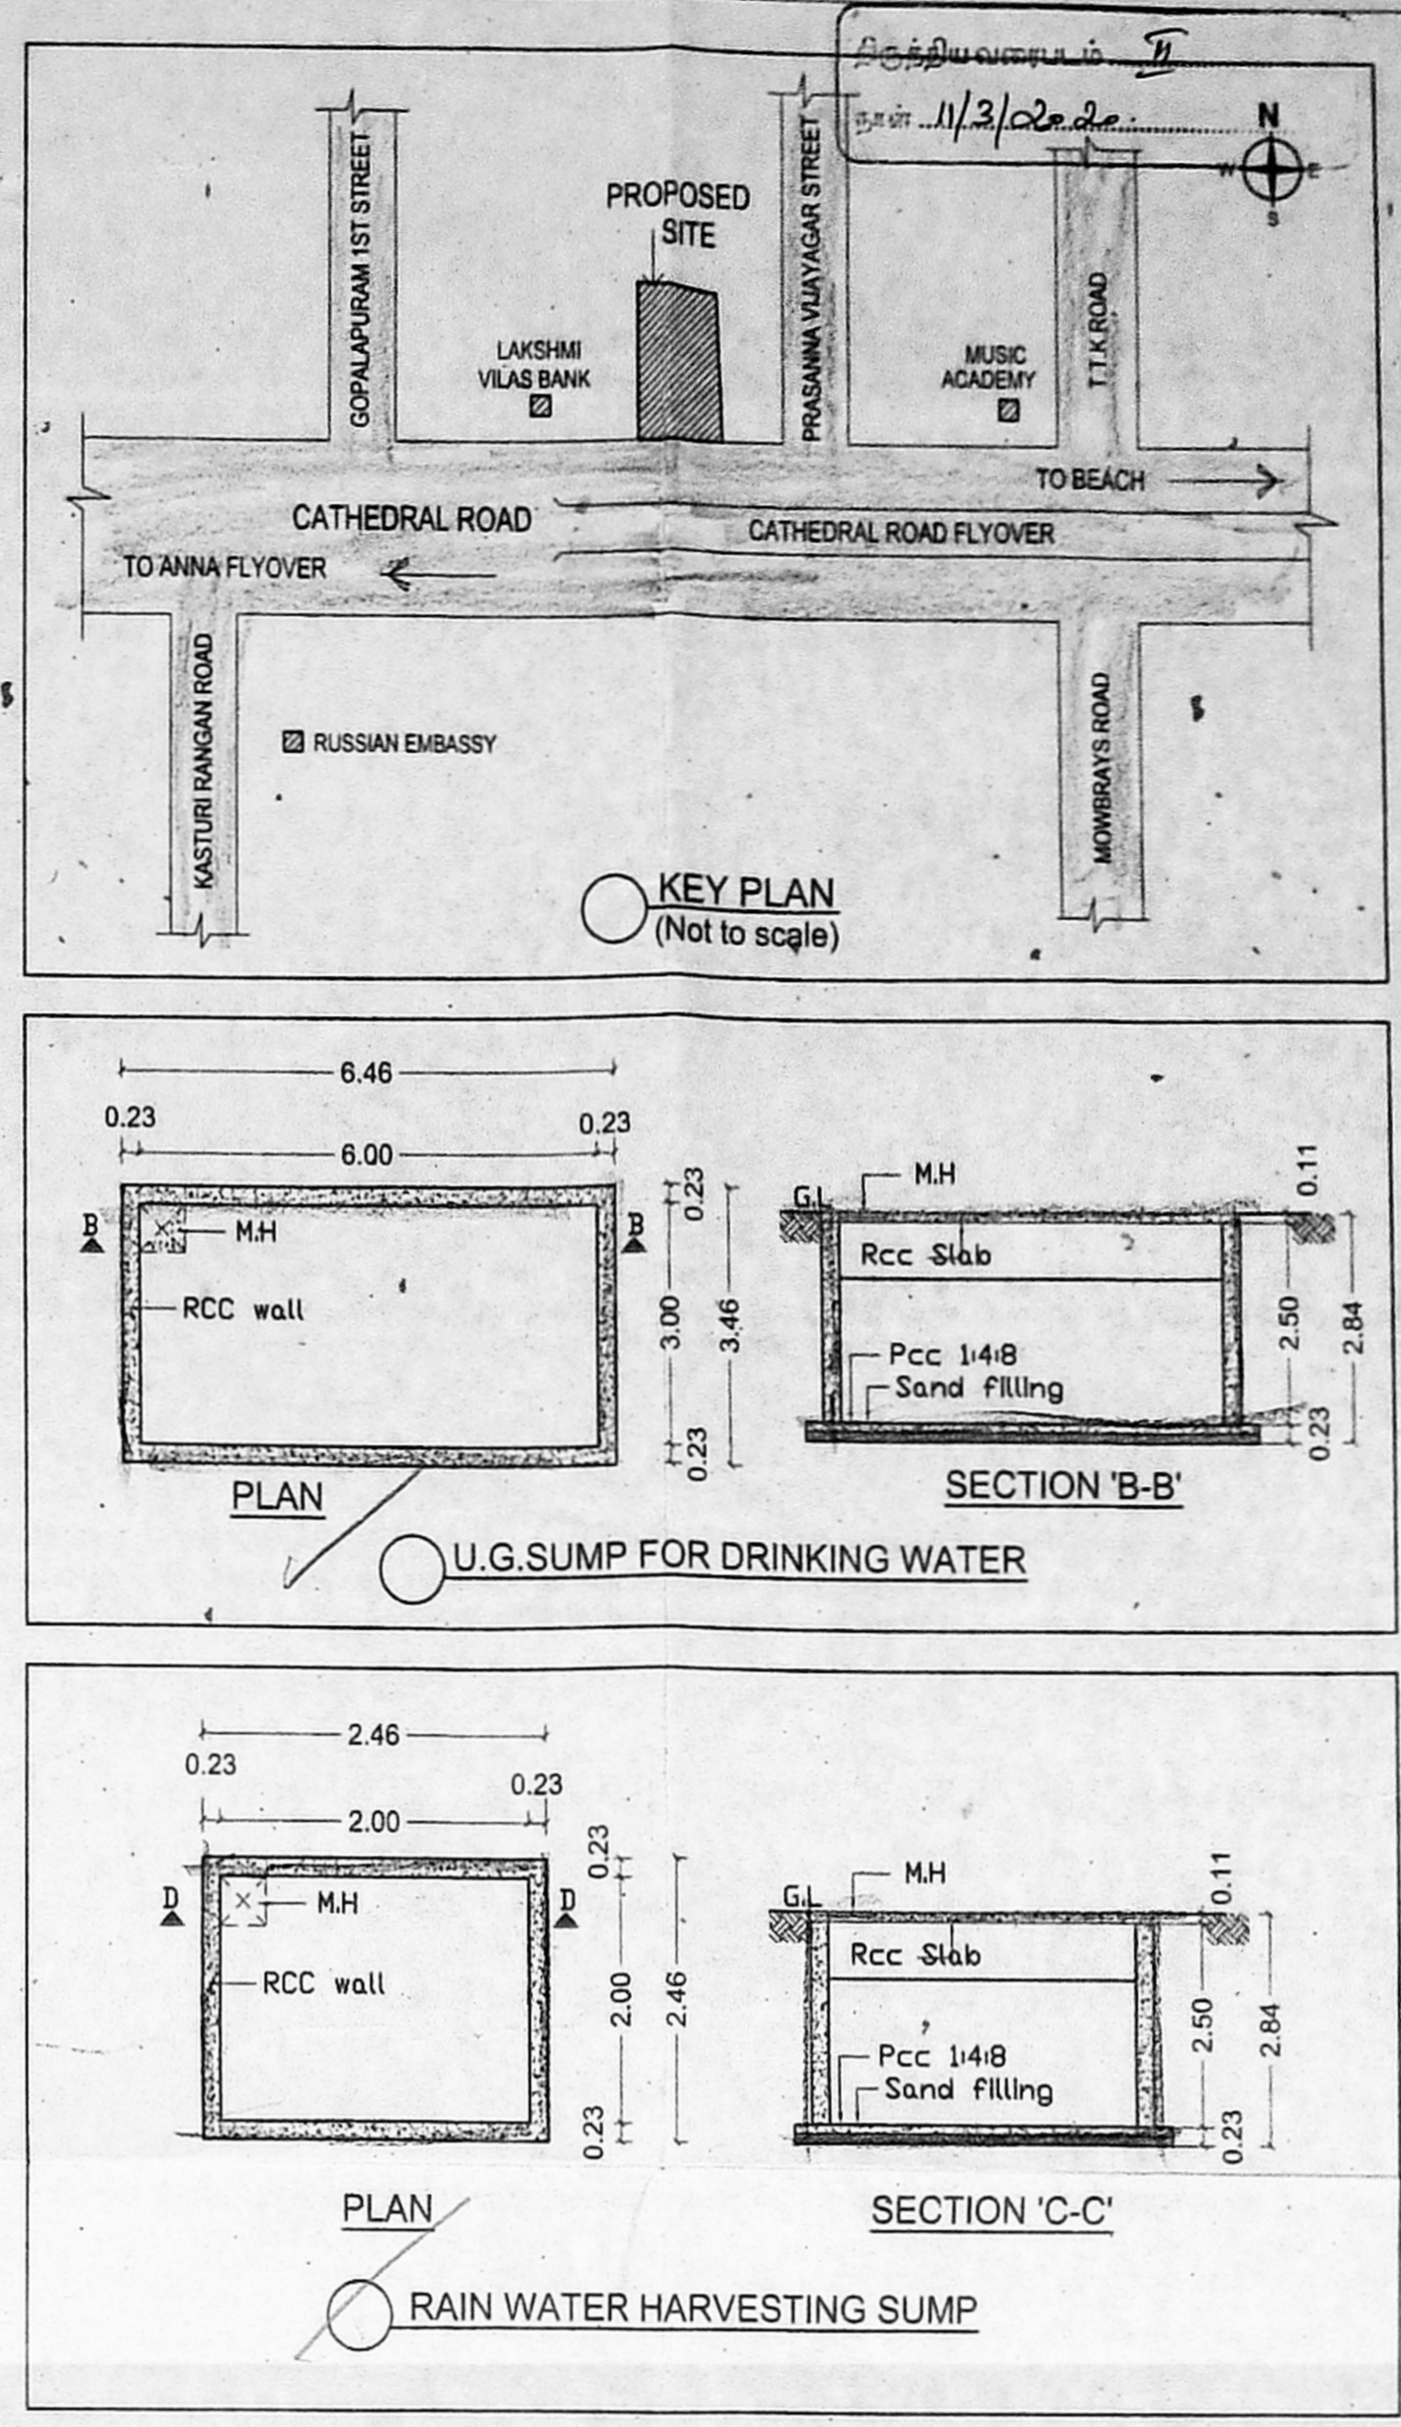 திருத்திய வரைபடம் II
நாள் 11/3/2020
N
W
E
S
GOPALAPURAM 1ST STREET
PROPOSED
SITE
PRASANNA VIJAYAGAR STREET
T.T.K.ROAD
LAKSHMI
VILAS BANK
MUSIC
ACADEMY
TO BEACH
CATHEDRAL ROAD
CATHEDRAL ROAD FLYOVER
TO ANNA FLYOVER
KASTURI RANGAN ROAD
RUSSIAN EMBASSY
MOWBRAYS ROAD
KEY PLAN
(Not to scale)
6.46
0.23
0.23
6.00
B
M.H
B
RCC wall
0.23
3.00
3.46
0.23
PLAN
G.L
M.H
0.11
Rcc Slab
Pcc 1:4:8
Sand filling
2.50
2.84
0.23
SECTION 'B-B'
U.G.SUMP FOR DRINKING WATER
2.46
0.23
0.23
2.00
D
M.H
D
RCC wall
0.23
2.00
2.46
0.23
PLAN
G.L
M.H
0.11
Rcc Slab
Pcc 1:4:8
Sand filling
2.50
2.84
0.23
SECTION 'C-C'
RAIN WATER HARVESTING SUMP